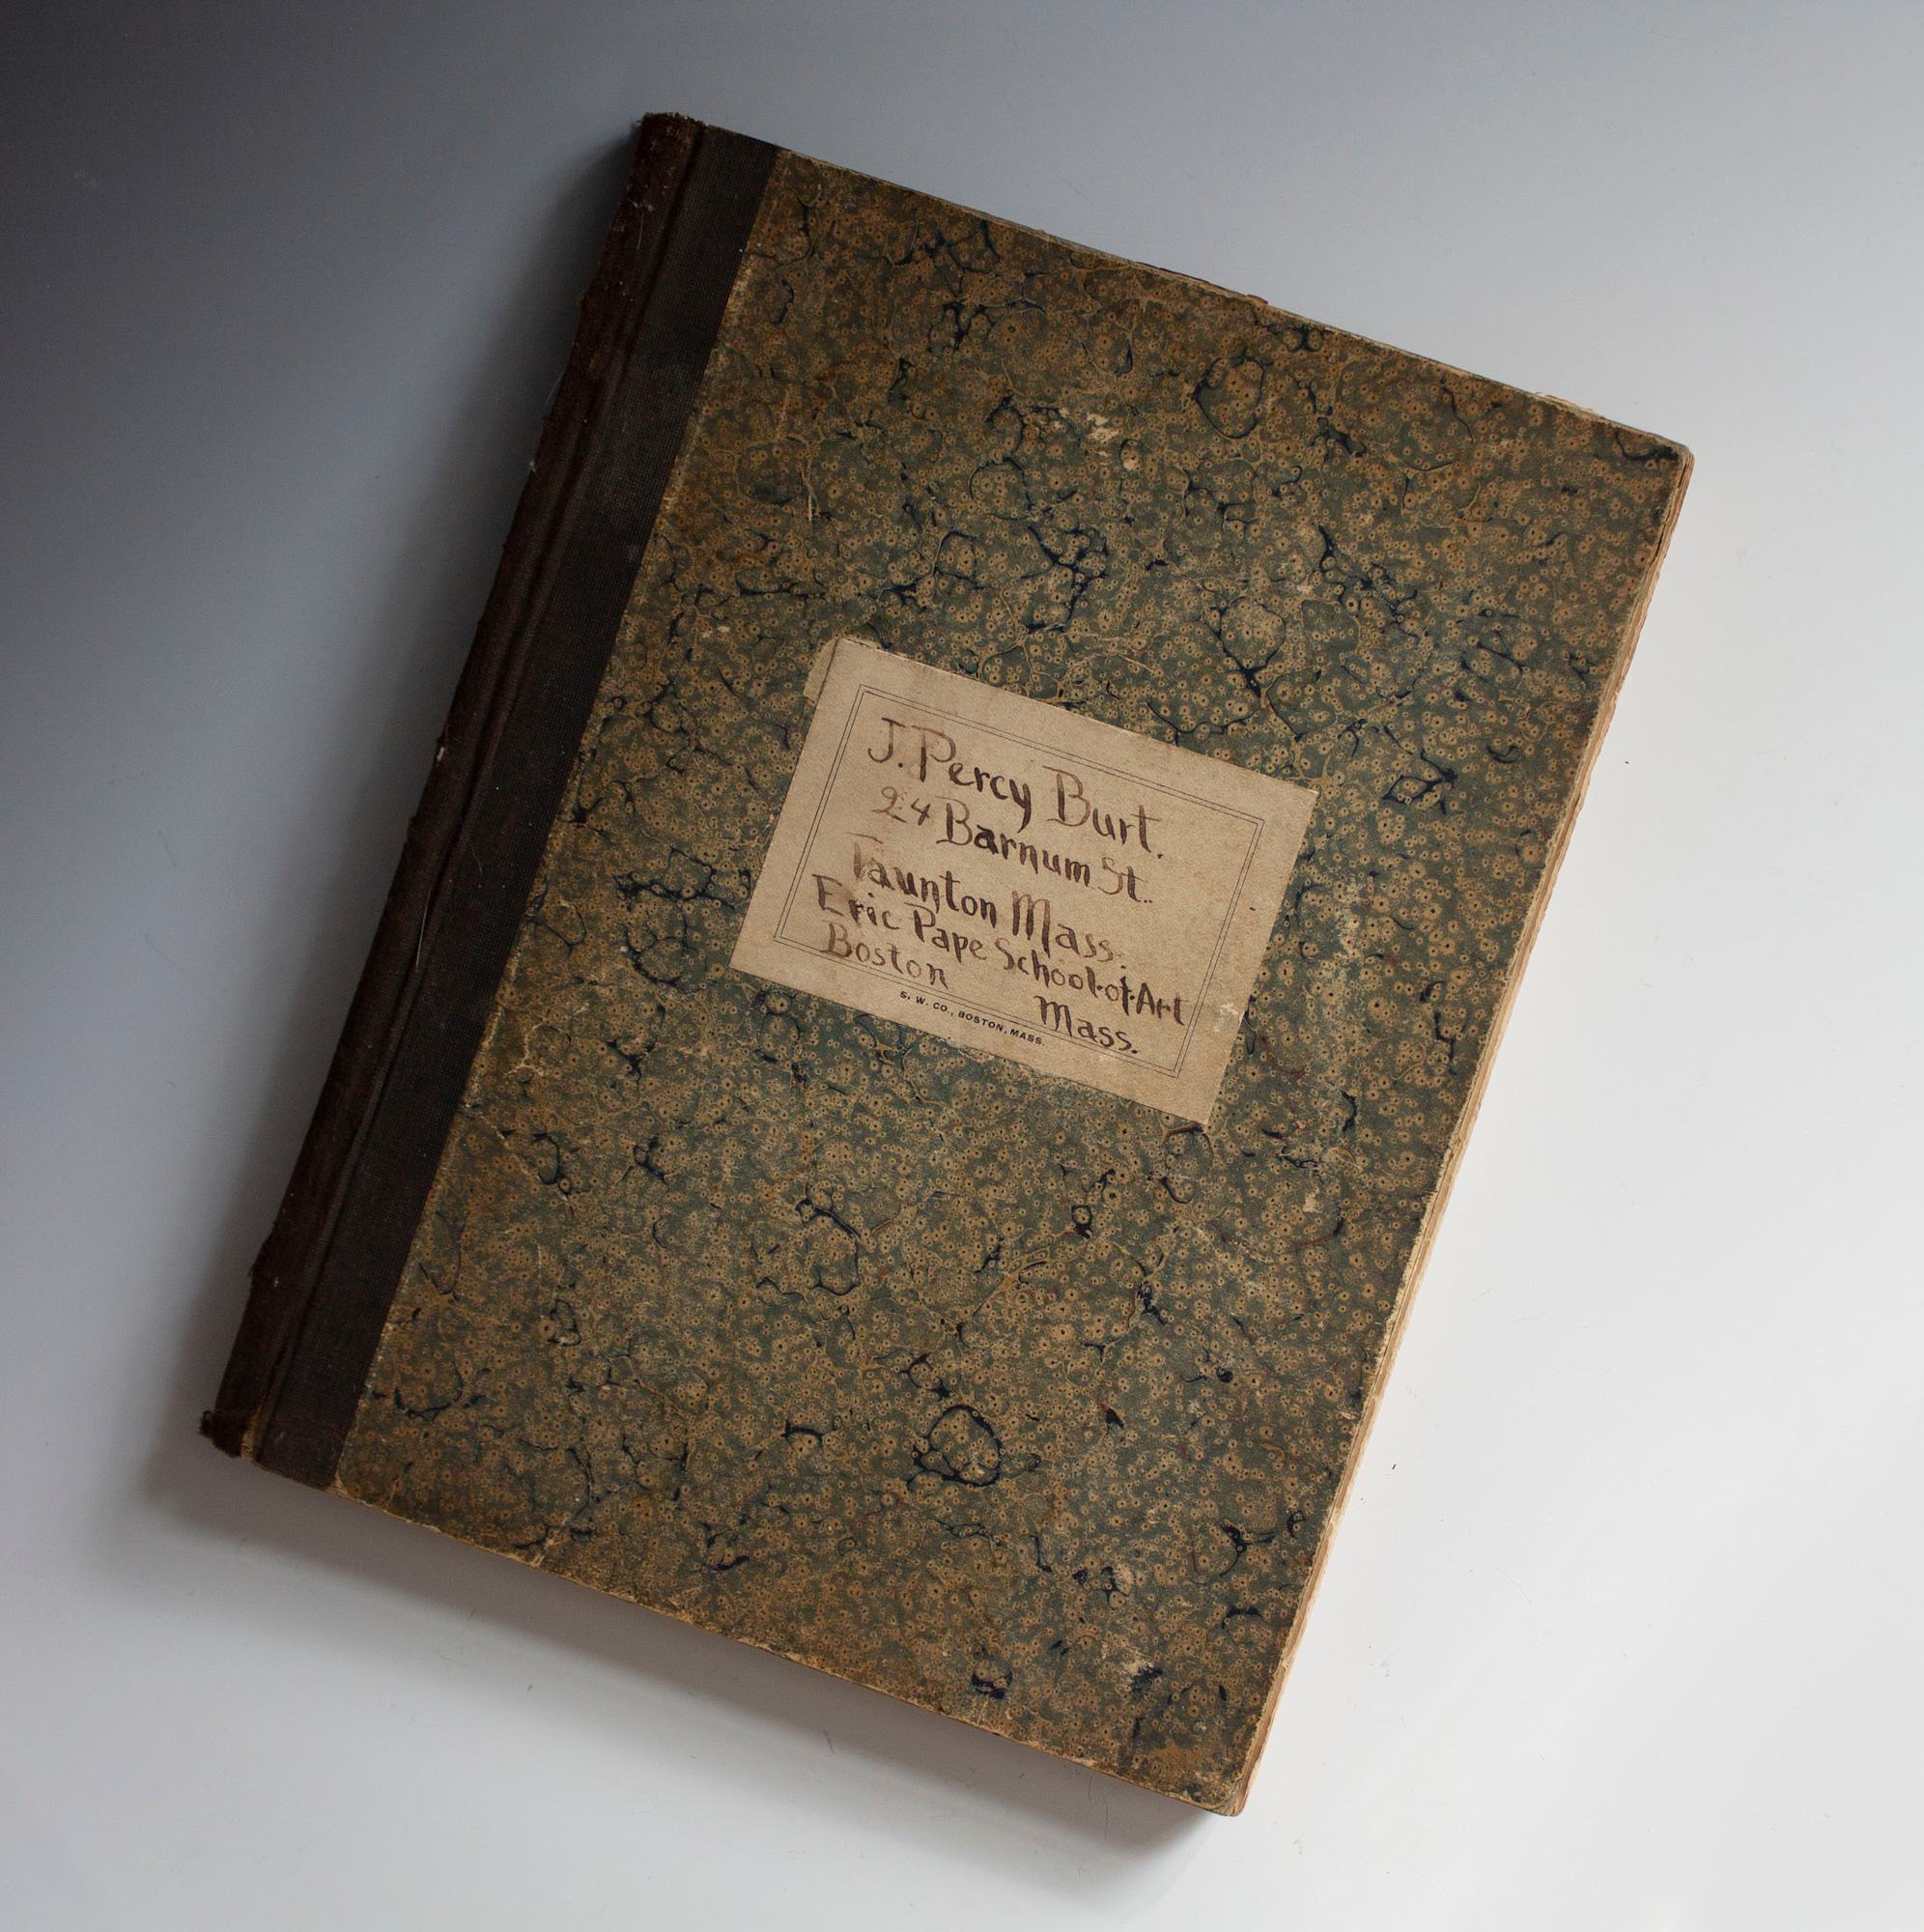 J. Percy Burt.
24 Barnum St.
Taunton Mass.
Eric Pape School of Art
Boston Mass.
S. W. CO., BOSTON, MASS.